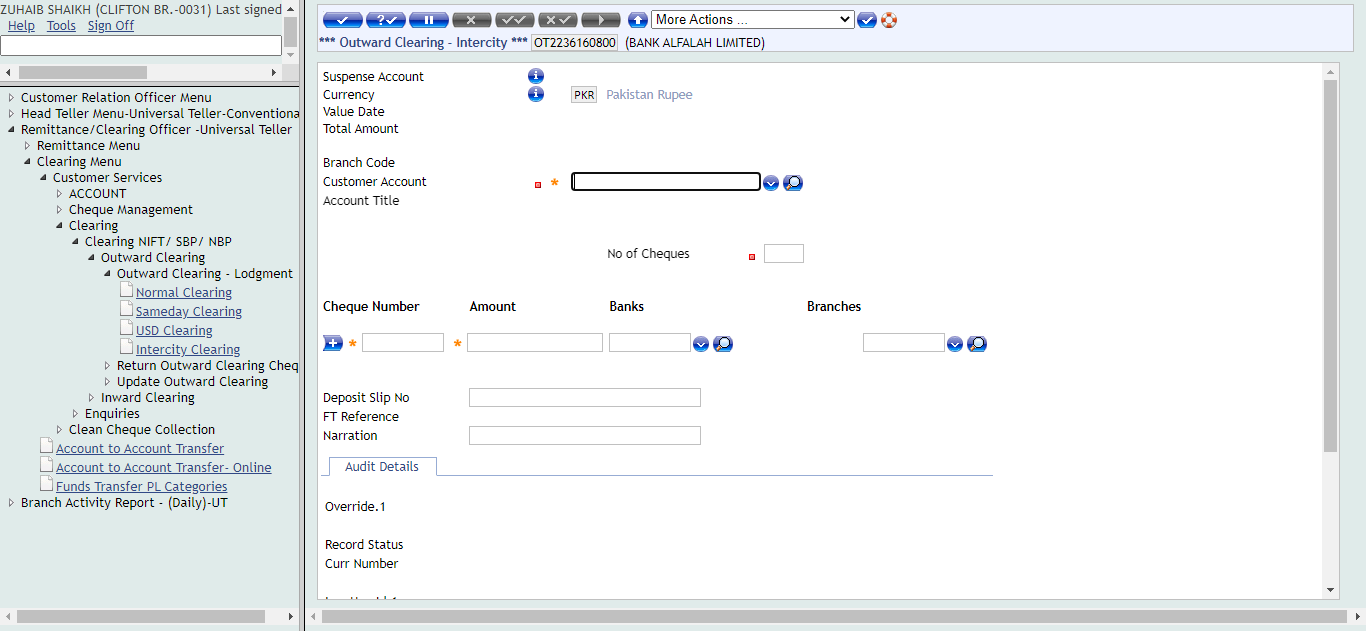 ZUHAIB SHAIKH (CLIFTON BR.-0031) Last signed
Help Tools Sign Off
Customer Relation Officer Menu
Head Teller Menu-Universal Teller-Conventiona
Remittance/Clearing Officer -Universal Teller
Remittance Menu
Clearing Menu
Customer Services
ACCOUNT
Cheque Management
Clearing
Clearing NIFT/ SBP/ NBP
Outward Clearing
Outward Clearing - Lodgment
Normal Clearing
Sameday Clearing
USD Clearing
Intercity Clearing
Return Outward Clearing Cheq
Update Outward Clearing
Inward Clearing
Enquiries
Clean Cheque Collection
Account to Account Transfer
Account to Account Transfer- Online
Funds Transfer PL Categories
Branch Activity Report - (Daily)-UT
More Actions ...
*** Outward Clearing - Intercity *** OT2236160800 (BANK ALFALAH LIMITED)
Suspense Account
Currency PKR Pakistan Rupee
Value Date
Total Amount
Branch Code
Customer Account *
Account Title
No of Cheques
Cheque Number Amount Banks Branches
* *
Deposit Slip No
FT Reference
Narration
Audit Details
Override.1
Record Status
Curr Number